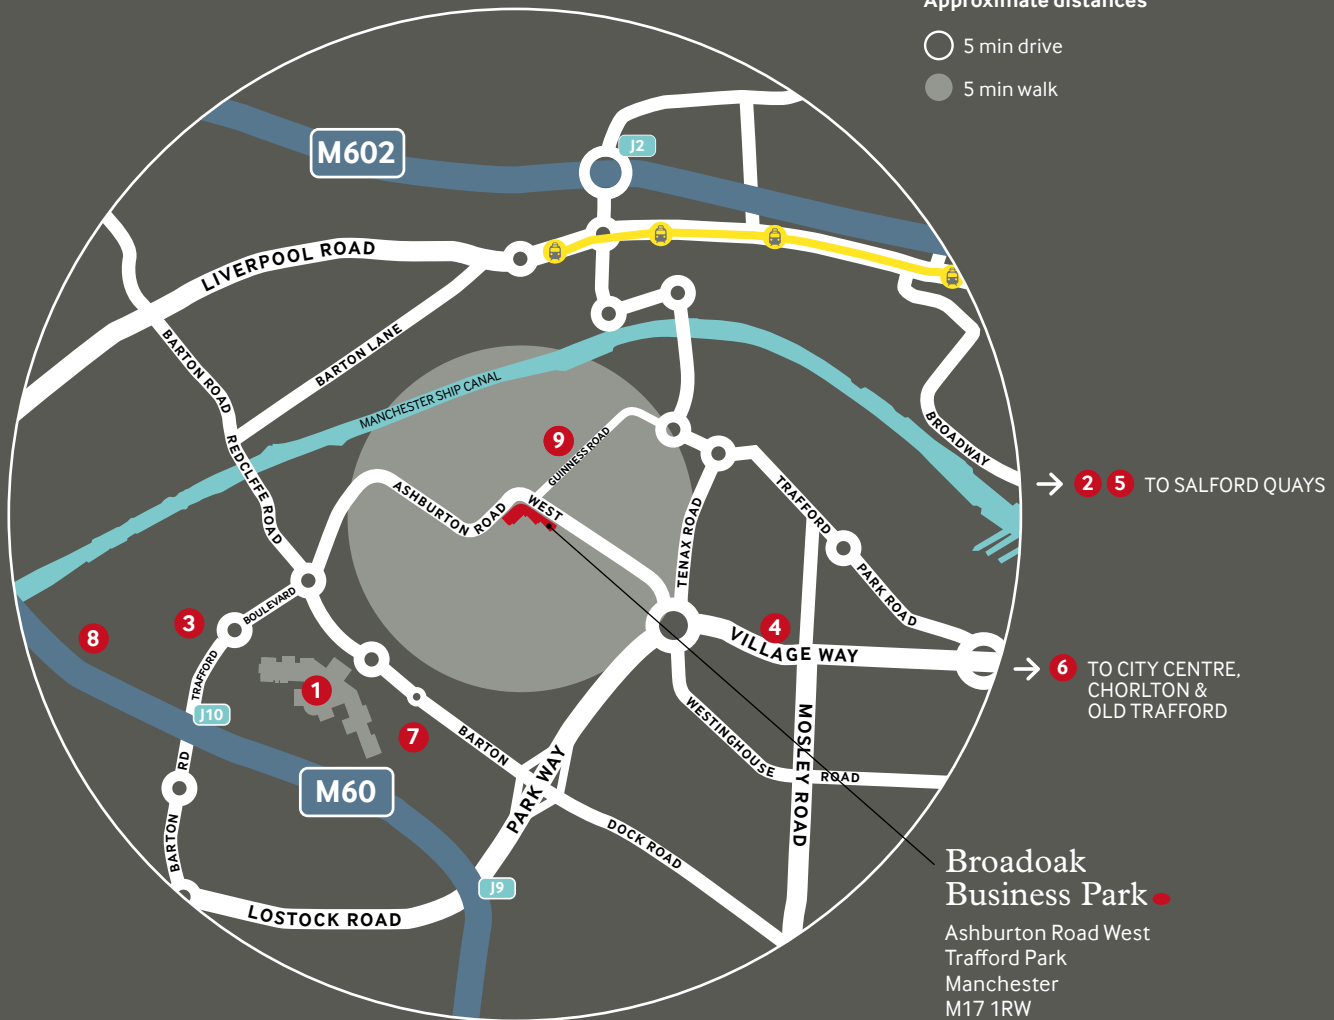 Approximate distances
5 min drive
5 min walk
J2
M602
LIVERPOOL ROAD
BARTON ROAD
BARTON LANE
MANCHESTER SHIP CANAL
REDCLFFE ROAD
BROADWAY
9
GUINNESS ROAD
ASHBURTON ROAD
WEST
TRAFFORD
PARK ROAD
TENAX ROAD
2 5 TO SALFORD QUAYS
BOULEVARD
TRAFFORD
3
8
4
VILLAGE WAY
6 TO CITY CENTRE,
CHORLTON &
OLD TRAFFORD
1
J10
7
BARTON
DOCK ROAD
PARK WAY
WESTINGHOUSE
ROAD
MOSLEY ROAD
RD
BARTON
M60
J9
LOSTOCK ROAD
Broadoak
Business Park
Ashburton Road West
Trafford Park
Manchester
M17 1RW